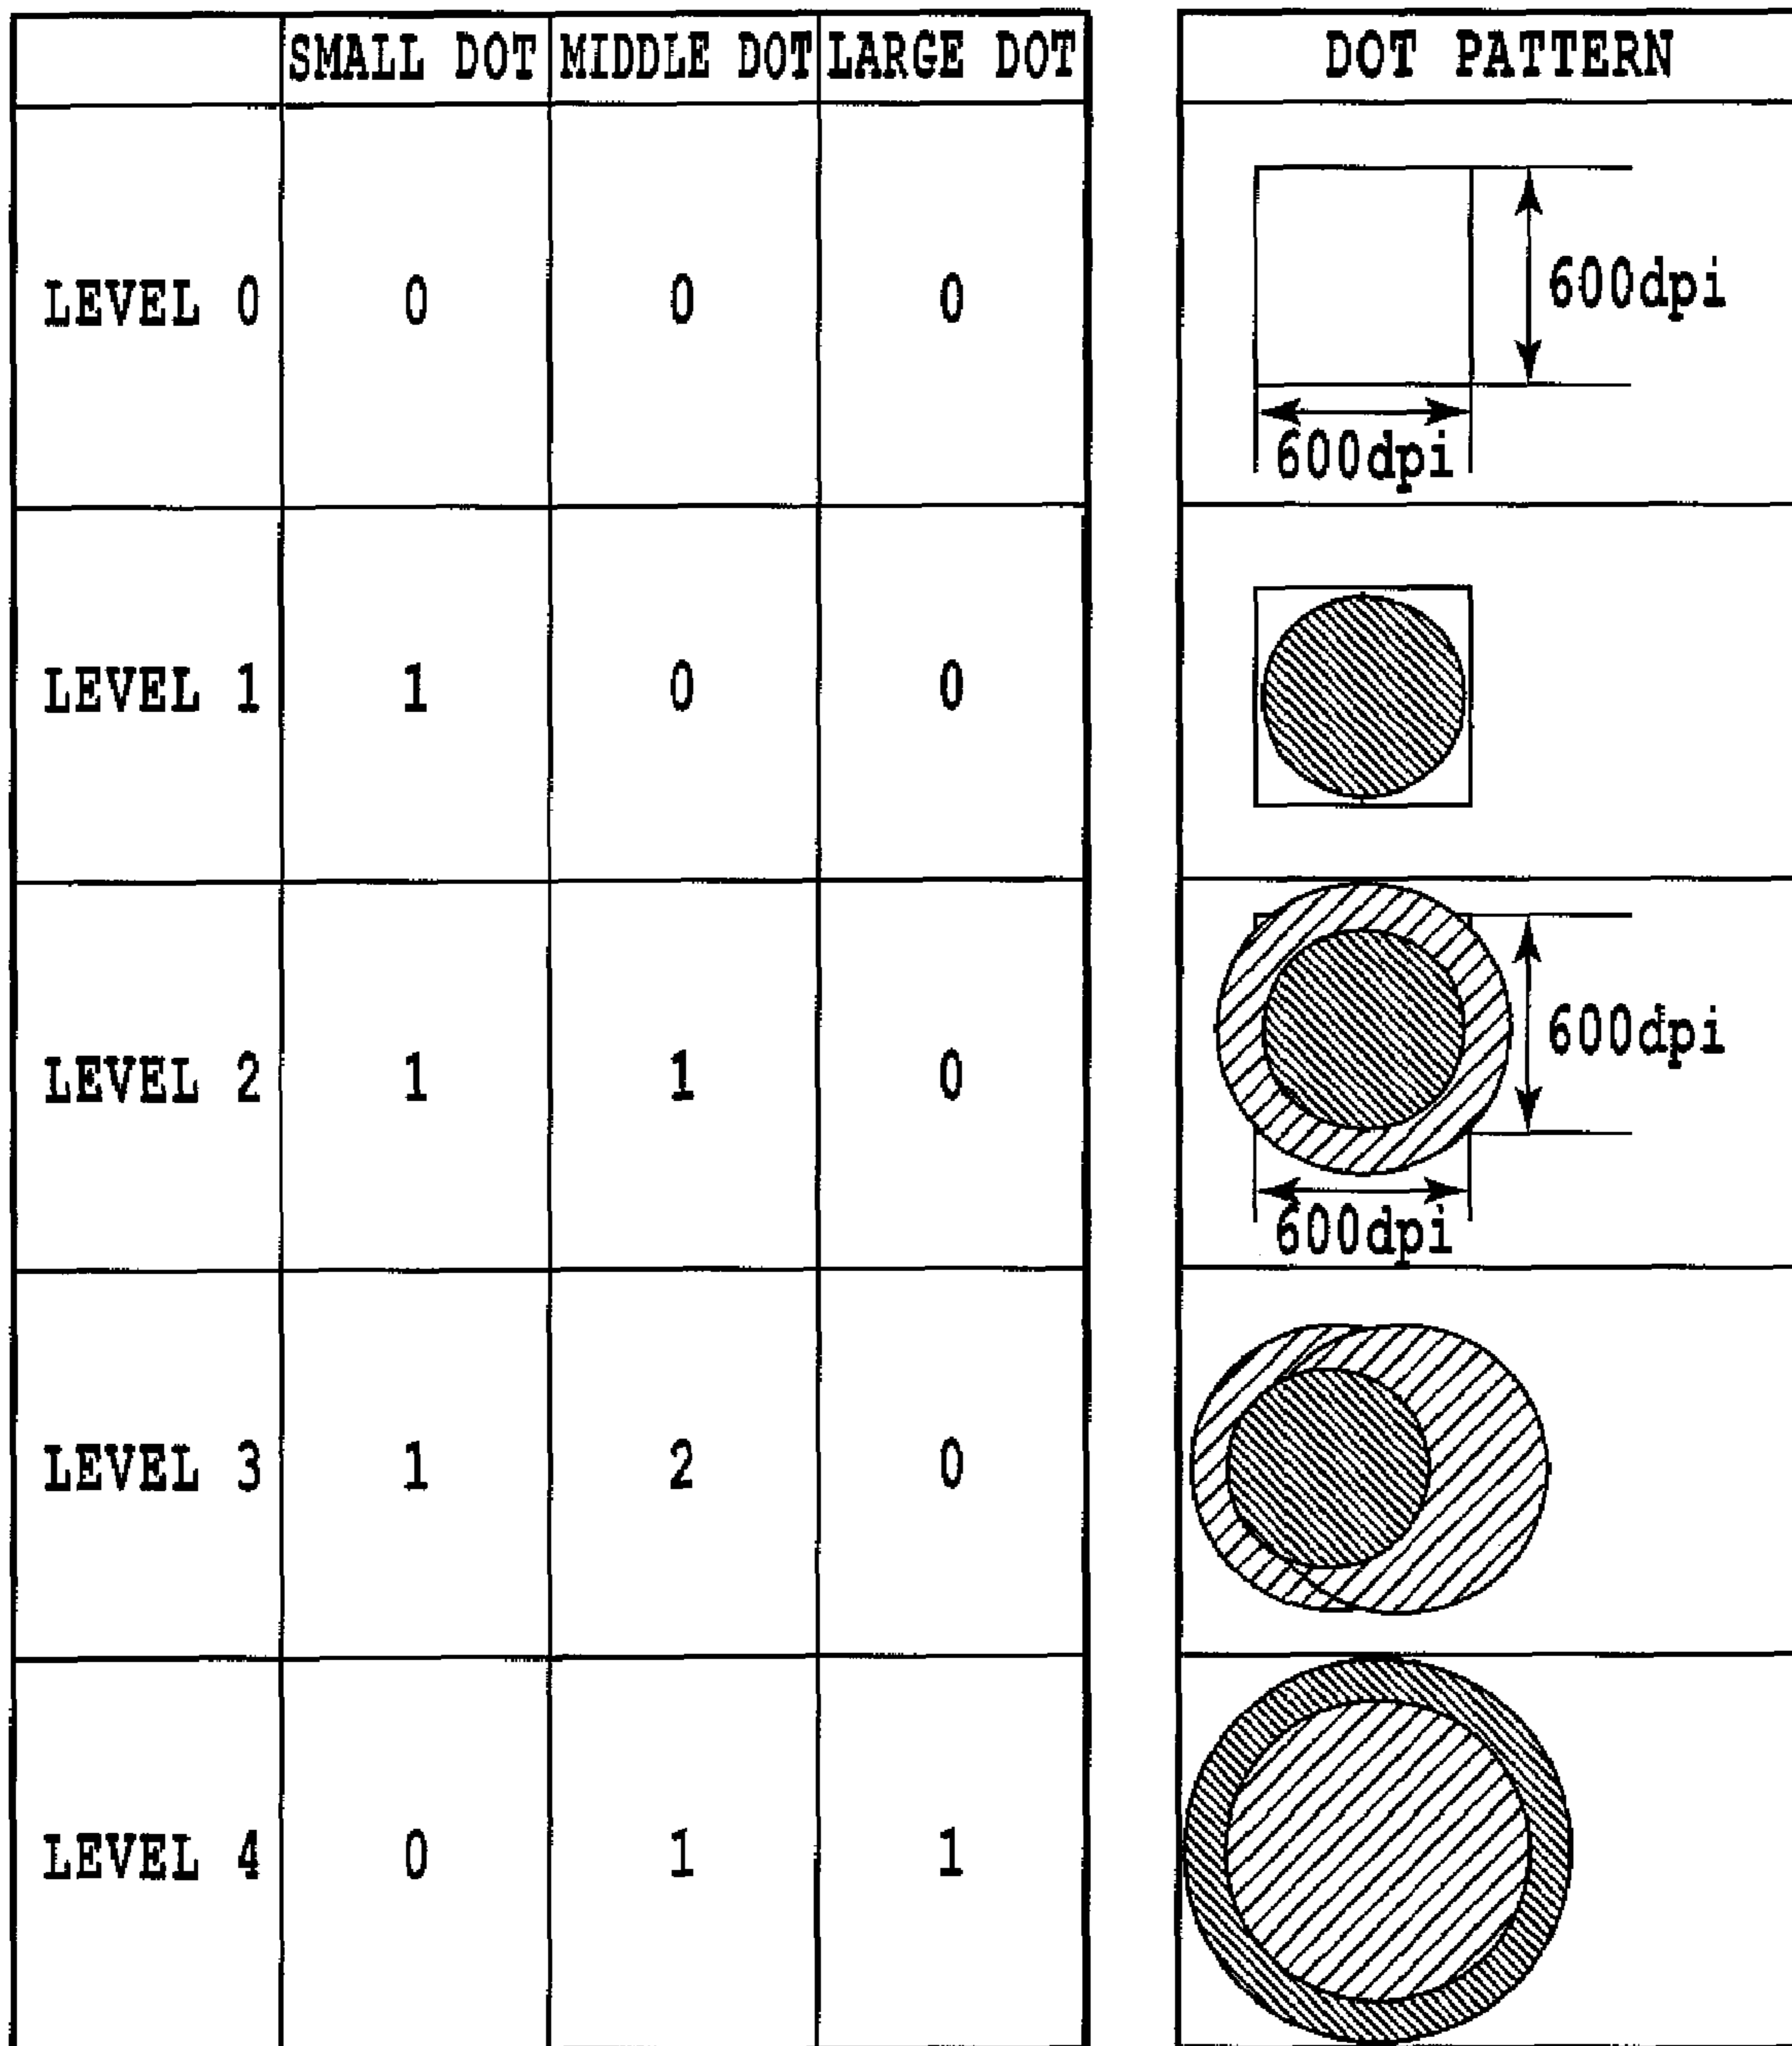 SMALL DOT MIDDLE DOT LARGE DOT DOT PATTERN
LEVEL 0 0 0 0 600dpi
600dpi
LEVEL 1 1 0 0
LEVEL 2 1 1 0 600dpi
600dpi
LEVEL 3 1 2 0
LEVEL 4 0 1 1